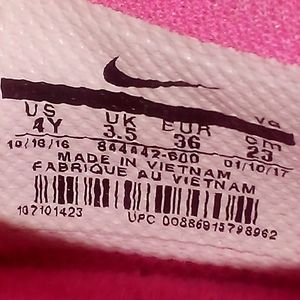 US UK EUR cm
4Y 3.5 36 23
10/16/16 844442-600 01/10/17
MADE IN VIETNAM
FABRIQUE AU VIETNAM
107101423
UPC 00886915798962